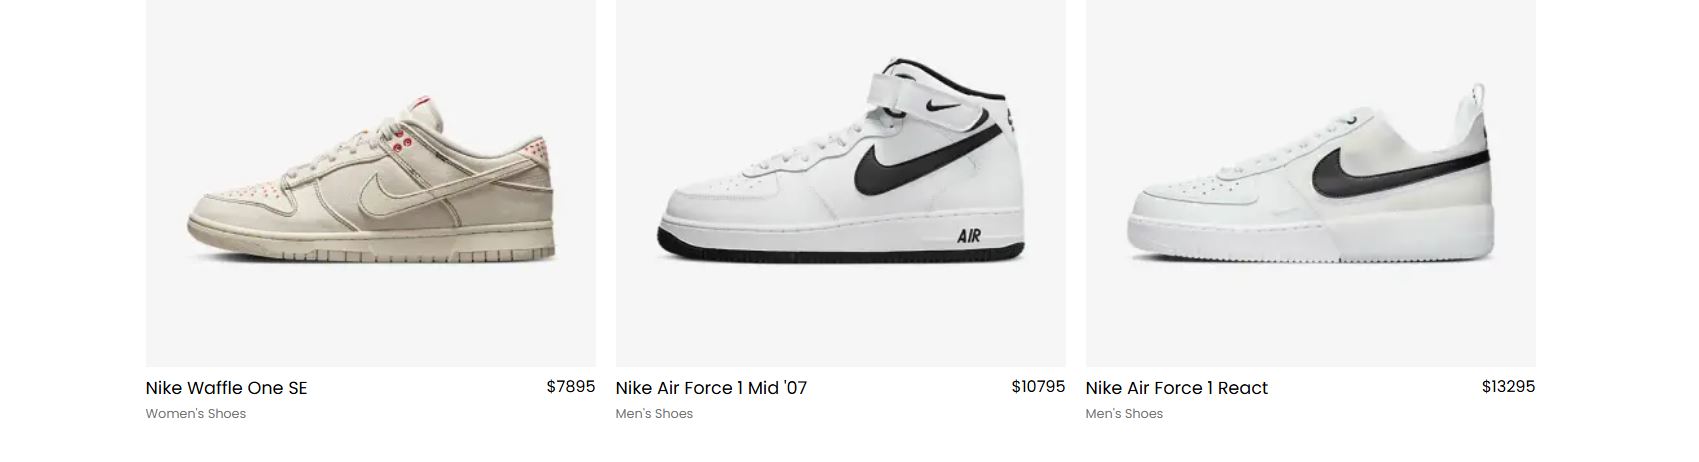 AIR
Nike Waffle One SE $7895
Women's Shoes
Nike Air Force 1 Mid '07 $10795
Men's Shoes
Nike Air Force 1 React $13295
Men's Shoes